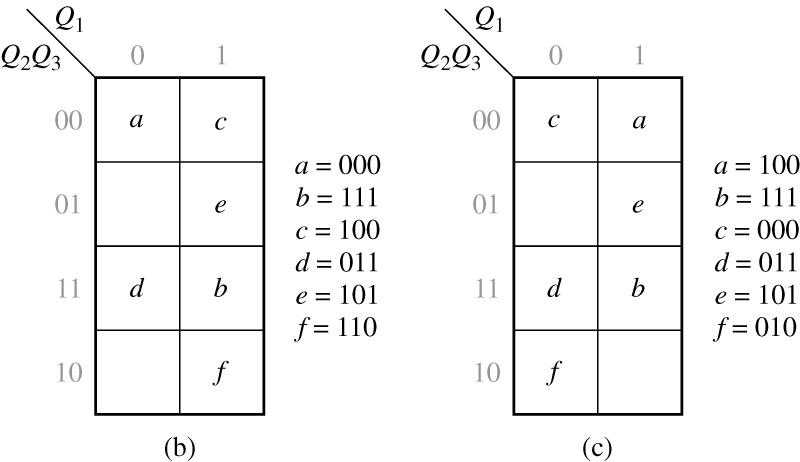 Q1 Q1
Q2Q3 0 1 Q2Q3 0 1
00 a c 00 c a
a = 000 a = 100
b = 111 b = 111
01 e 01 e
c = 100 c = 000
d = 011 d = 011
11 d b 11 d b
e = 101 e = 101
f = 110 f = 010
10 f 10 f
(b) (c)